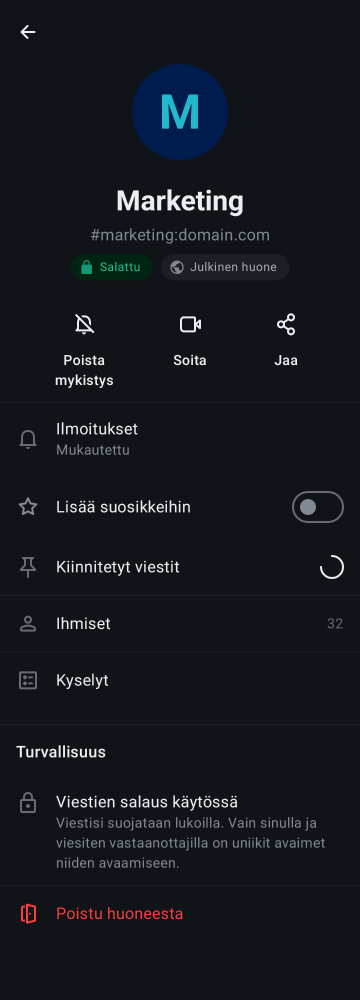 M
Marketing
#marketing:domain.com
Salattu
Julkinen huone
Poista
mykistys
Soita
Jaa
Ilmoitukset
Mukautettu
Lisää suosikkeihin
Kiinnitetyt viestit
Ihmiset
32
Kyselyt
Turvallisuus
Viestien salaus käytössä
Viestisi suojataan lukoilla. Vain sinulla ja
viesiten vastaanottajilla on uniikit avaimet
niiden avaamiseen.
Poistu huoneesta